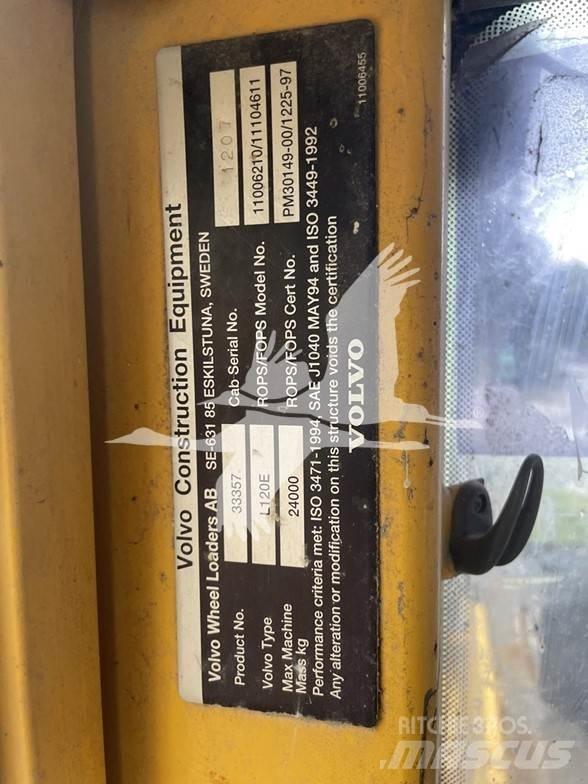 Volvo Construction Equipment
Volvo Wheel Loaders AB SE-631 85 ESKILSTUNA, SWEDEN
Product No. 33357 Cab Serial No. 1207
Volvo Type L120E ROPS/FOPS Model No. 11006210/11104611
Max Machine Mass kg 24000 ROPS/FOPS Cert No. PM30149-00/1225-97
Performance criteria met: ISO 3471-1994, SAE J1040 MAY94 and ISO 3449-1992
Any alteration or modification on this structure voids the certification
VOLVO
11006455
RITCHIE BROS.
MASCUS